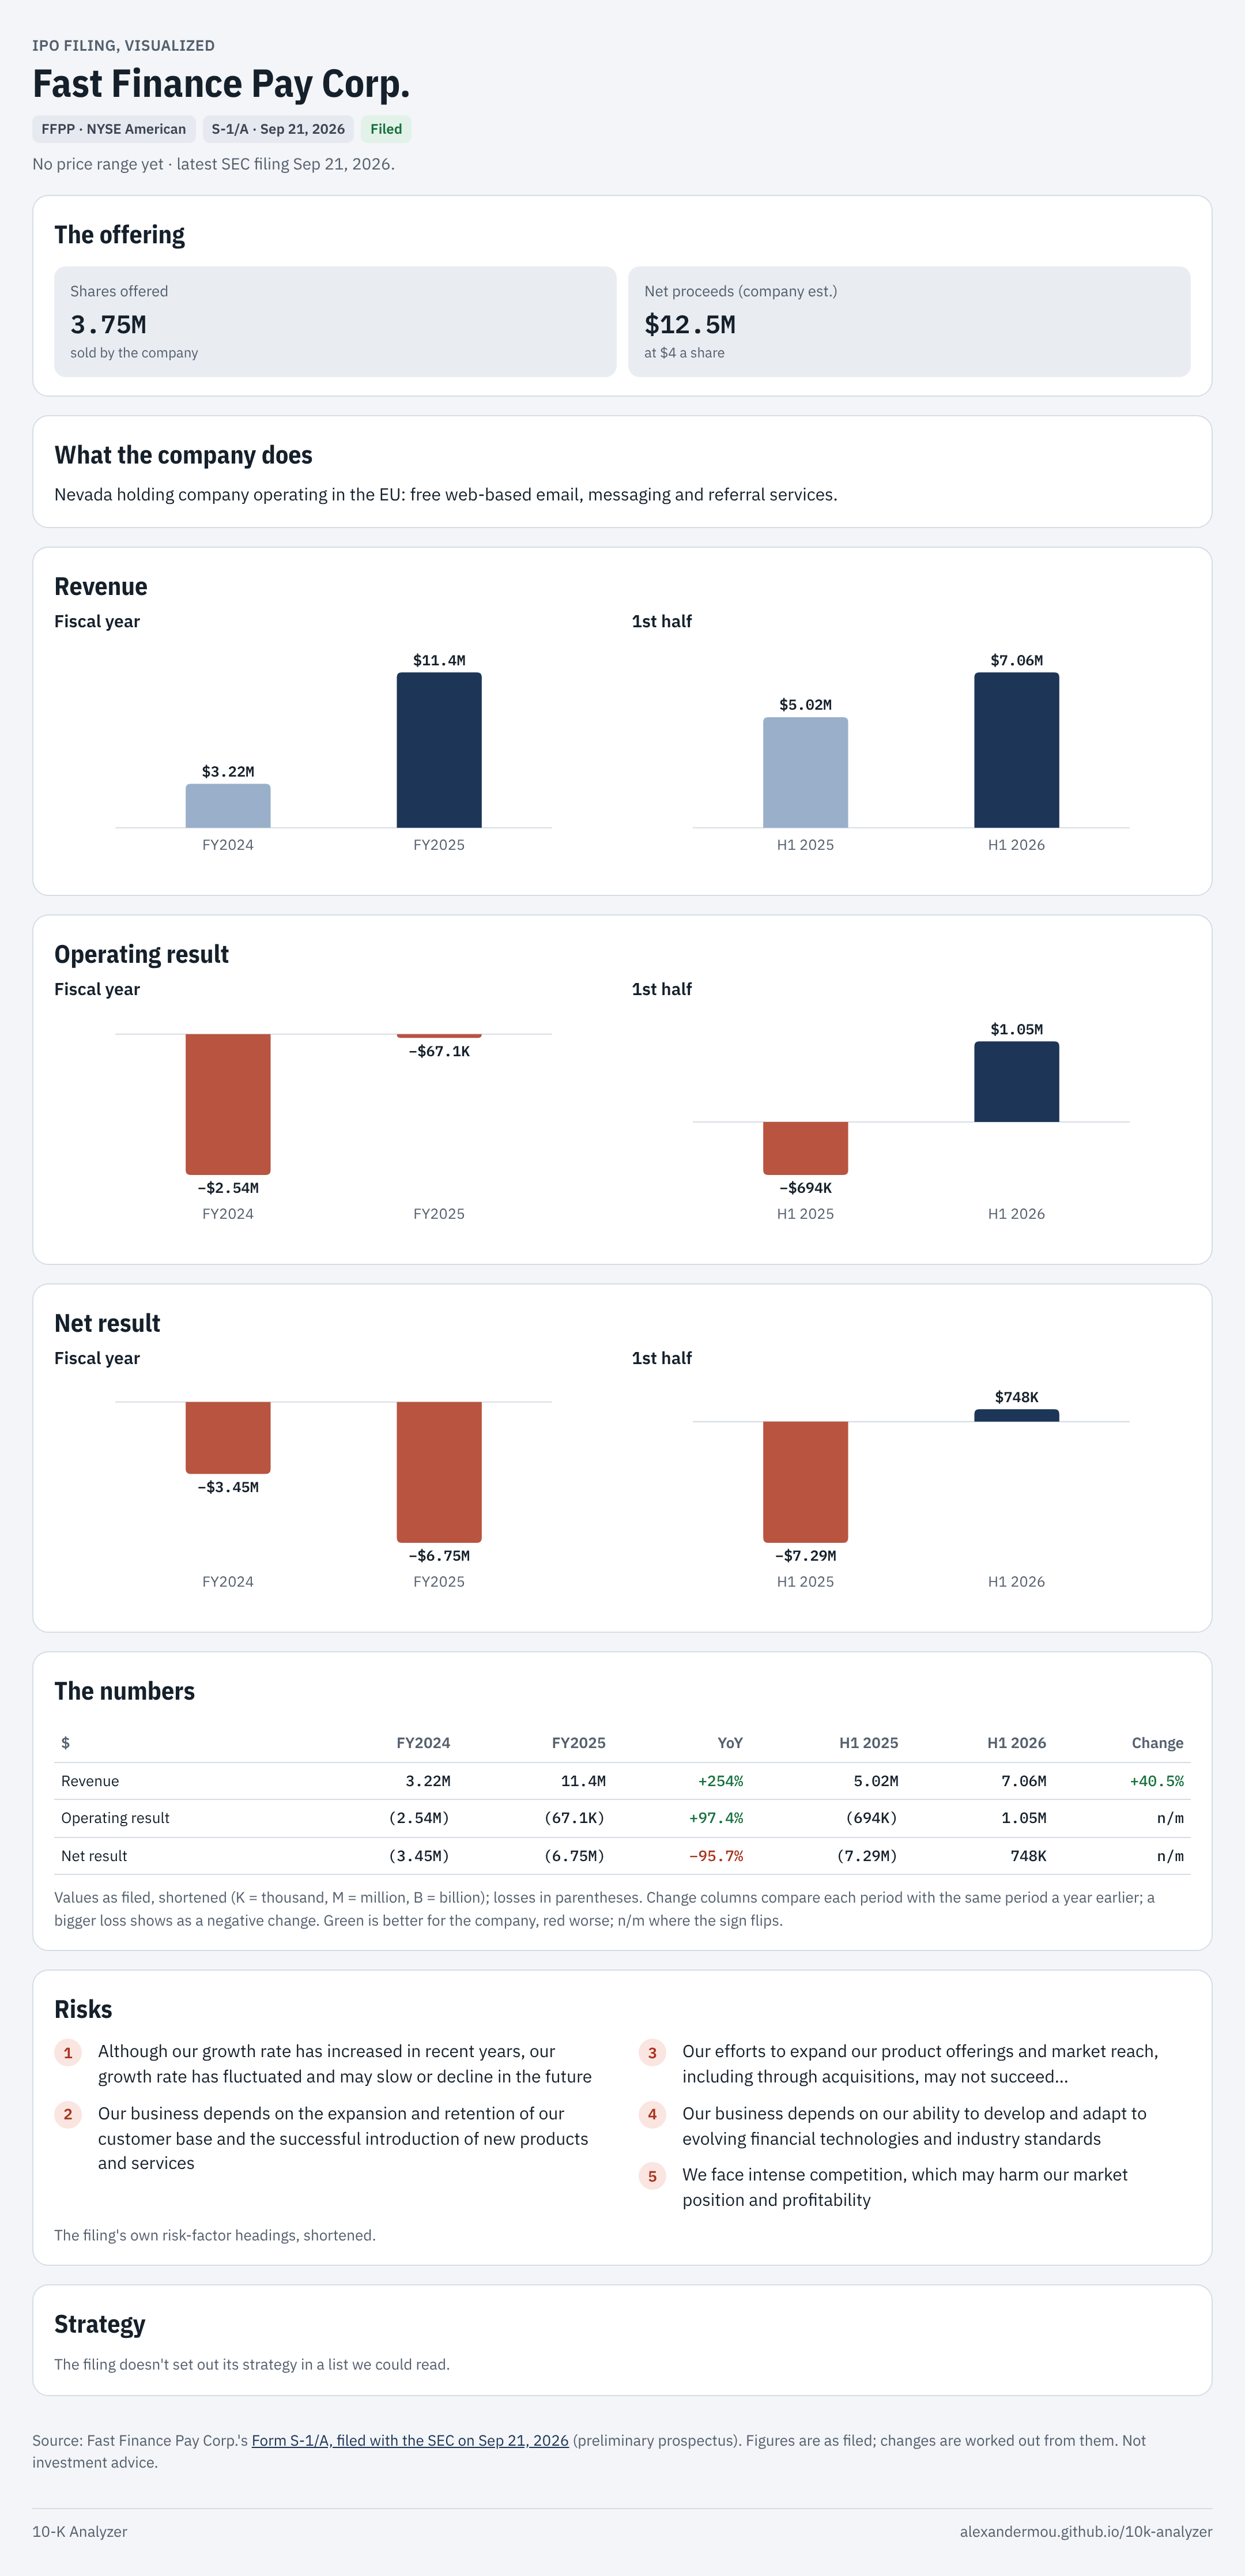 IPO FILING, VISUALIZED
Fast Finance Pay Corp.
FFPP · NYSE American
S-1/A · Sep 21, 2026
Filed
No price range yet · latest SEC filing Sep 21, 2026.
The offering
Shares offered
3.75M
sold by the company
Net proceeds (company est.)
$12.5M
at $4 a share
What the company does
Nevada holding company operating in the EU: free web-based email, messaging and referral services.
Revenue
Fiscal year
$3.22M
$11.4M
FY2024
FY2025
1st half
$5.02M
$7.06M
H1 2025
H1 2026
Operating result
Fiscal year
−$2.54M
−$67.1K
FY2024
FY2025
1st half
−$694K
$1.05M
H1 2025
H1 2026
Net result
Fiscal year
−$3.45M
−$6.75M
FY2024
FY2025
1st half
−$7.29M
$748K
H1 2025
H1 2026
The numbers
$ FY2024 FY2025 YoY H1 2025 H1 2026 Change
Revenue 3.22M 11.4M +254% 5.02M 7.06M +40.5%
Operating result (2.54M) (67.1K) +97.4% (694K) 1.05M n/m
Net result (3.45M) (6.75M) −95.7% (7.29M) 748K n/m
Values as filed, shortened (K = thousand, M = million, B = billion); losses in parentheses. Change columns compare each period with the same period a year earlier; a
bigger loss shows as a negative change. Green is better for the company, red worse; n/m where the sign flips.
Risks
1 Although our growth rate has increased in recent years, our
growth rate has fluctuated and may slow or decline in the future
2 Our business depends on the expansion and retention of our
customer base and the successful introduction of new products
and services
3 Our efforts to expand our product offerings and market reach,
including through acquisitions, may not succeed…
4 Our business depends on our ability to develop and adapt to
evolving financial technologies and industry standards
5 We face intense competition, which may harm our market
position and profitability
The filing's own risk-factor headings, shortened.
Strategy
The filing doesn't set out its strategy in a list we could read.
Source: Fast Finance Pay Corp.'s Form S-1/A, filed with the SEC on Sep 21, 2026 (preliminary prospectus). Figures are as filed; changes are worked out from them. Not
investment advice.
10-K Analyzer
alexandermou.github.io/10k-analyzer